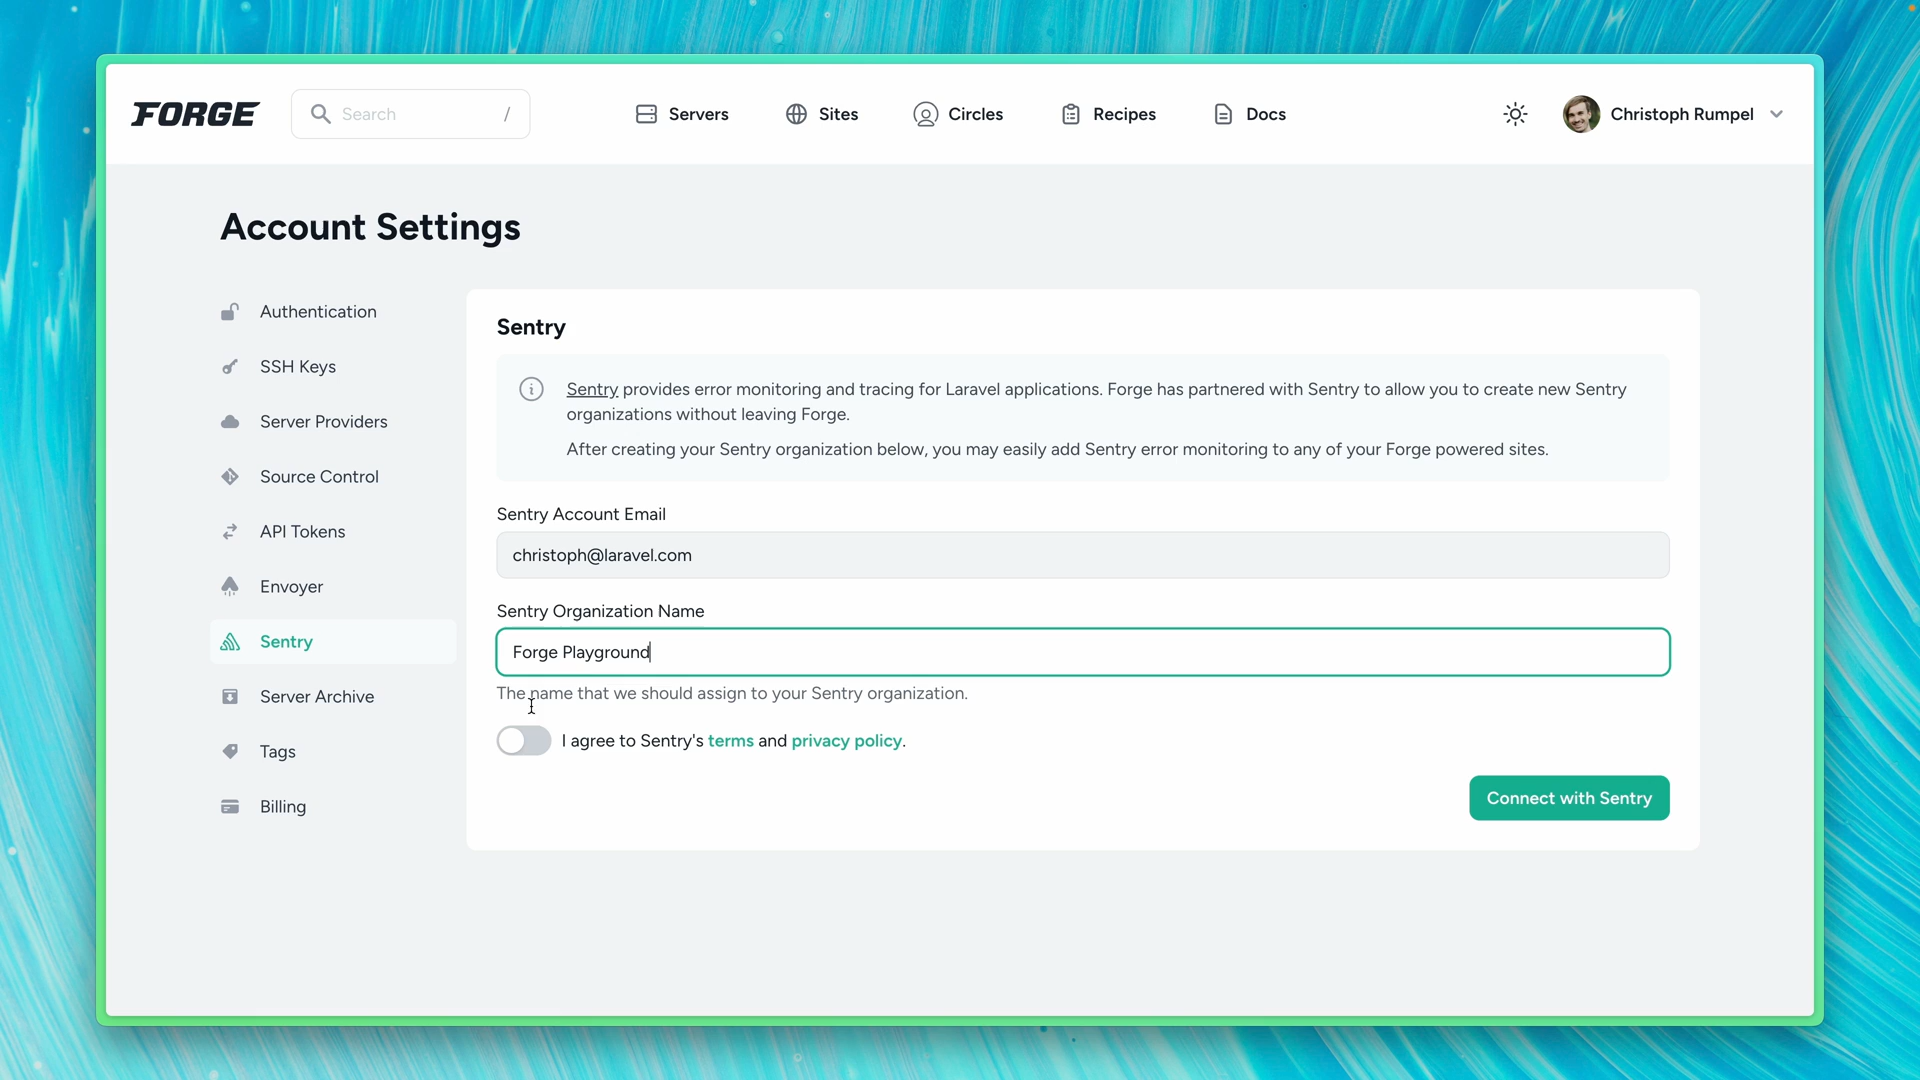 FORGE
Search /
Servers
Sites
Circles
Recipes
Docs
Christoph Rumpel
Account Settings
Authentication
SSH Keys
Server Providers
Source Control
API Tokens
Envoyer
Sentry
Server Archive
Tags
Billing
Sentry
Sentry provides error monitoring and tracing for Laravel applications. Forge has partnered with Sentry to allow you to create new Sentry
organizations without leaving Forge.
After creating your Sentry organization below, you may easily add Sentry error monitoring to any of your Forge powered sites.
Sentry Account Email
christoph@laravel.com
Sentry Organization Name
Forge Playground
The name that we should assign to your Sentry organization.
I agree to Sentry's terms and privacy policy.
Connect with Sentry